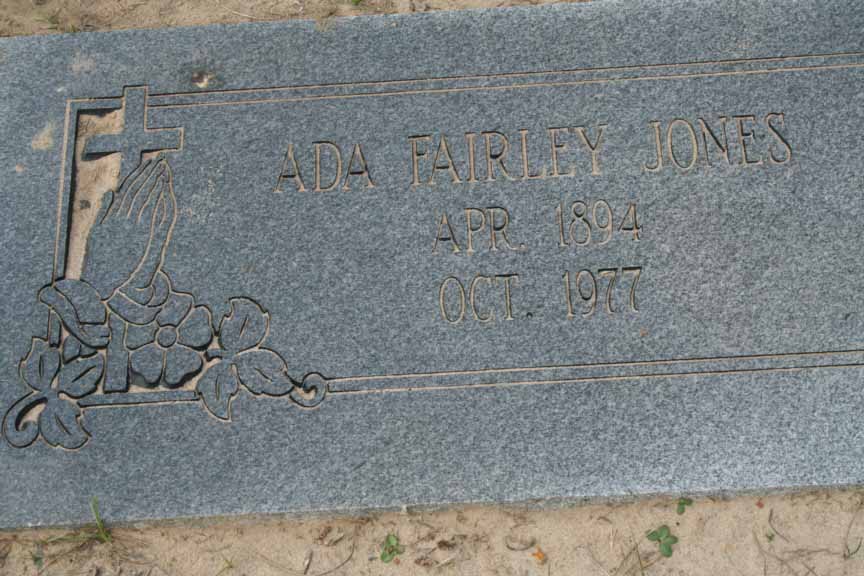 ADA FAIRLEY JONES
APR. 1894
OCT. 1977